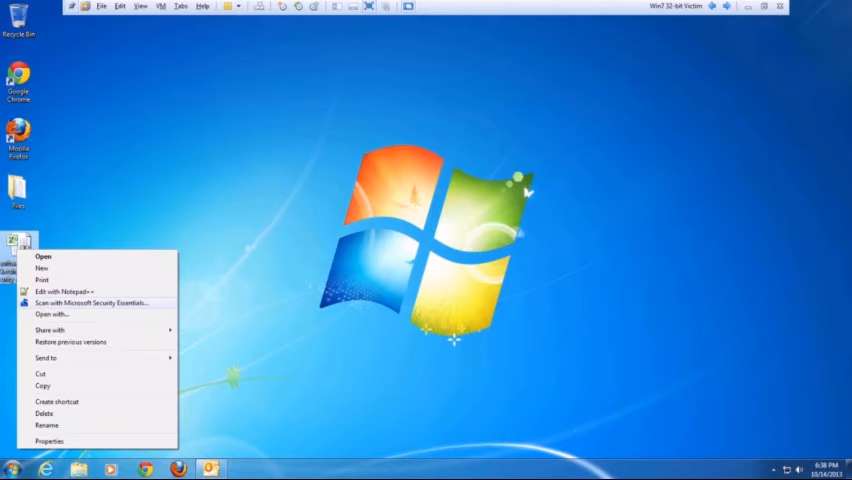 File Edit View VM Tabs Help
Win7 32-bit Victim
Recycle Bin
Google
Chrome
Mozilla
Firefox
Files
Open
New
Print
Edit with Notepad++
Scan with Microsoft Security Essentials...
Open with...
Share with
Restore previous versions
Send to
Cut
Copy
Create shortcut
Delete
Rename
Properties
6:38 PM
10/14/2013